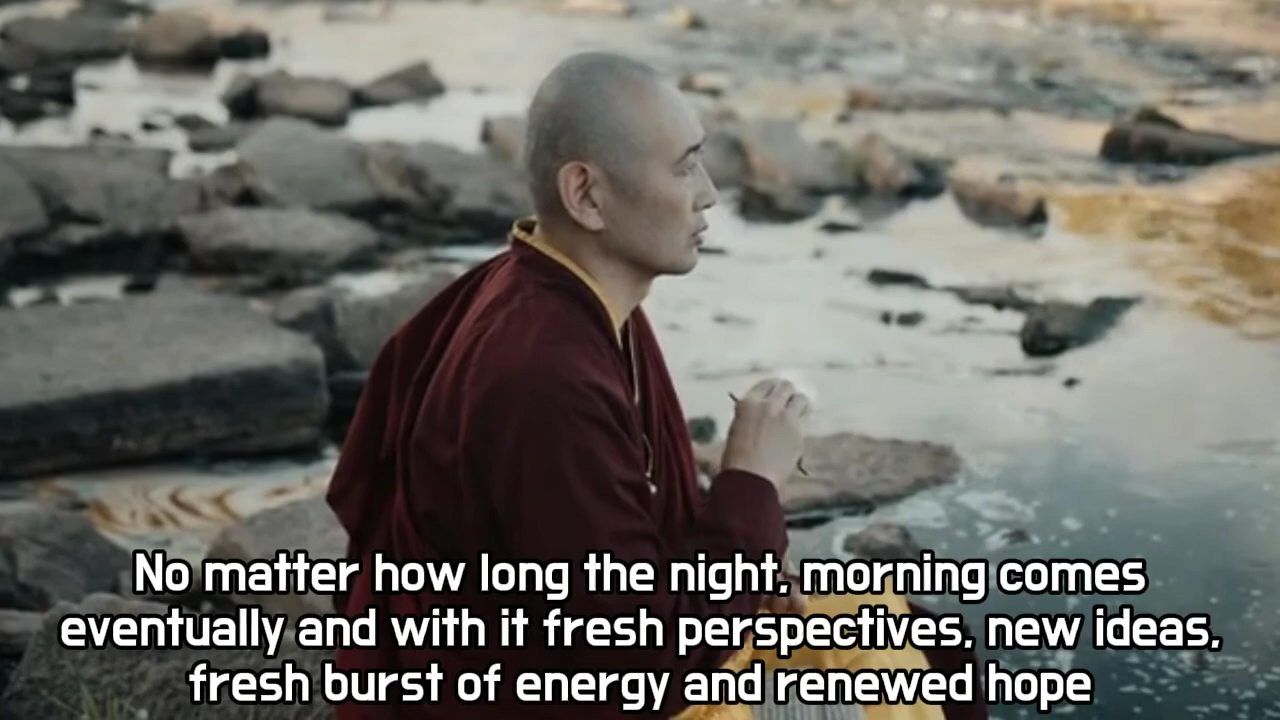 No matter how long the night, morning comes
eventually and with it fresh perspectives, new ideas,
fresh burst of energy and renewed hope